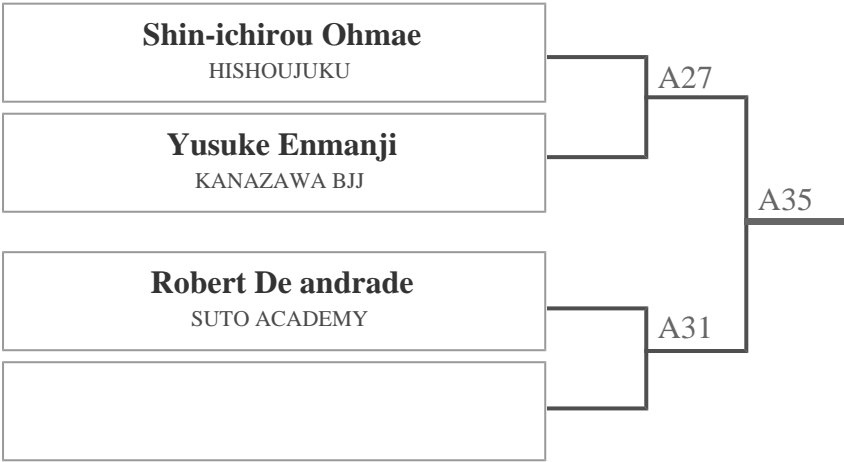 Shin-ichirou Ohmae
HISHOUJUKU
A27
Yusuke Enmanji
KANAZAWA BJJ
A35
Robert De andrade
SUTO ACADEMY
A31